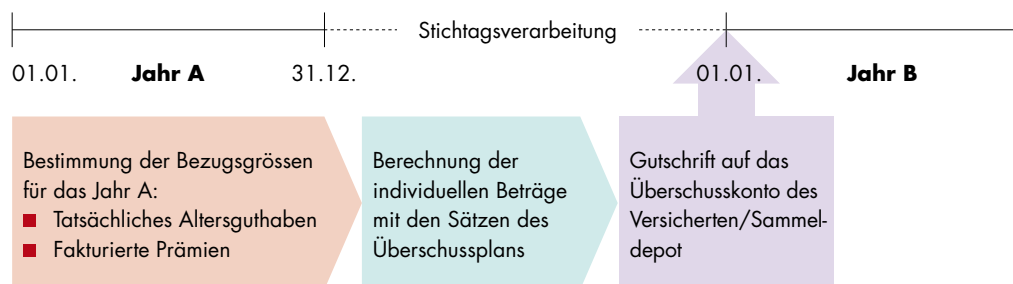 Stichtagsverarbeitung
01.01. Jahr A 31.12. 01.01. Jahr B
Bestimmung der Bezugsgrössen
für das Jahr A:
Tatsächliches Altersguthaben
Fakturierte Prämien
Berechnung der
individuellen Beträge
mit den Sätzen des
Überschussplans
Gutschrift auf das
Überschusskonto des
Versicherten/Sammel-
depot